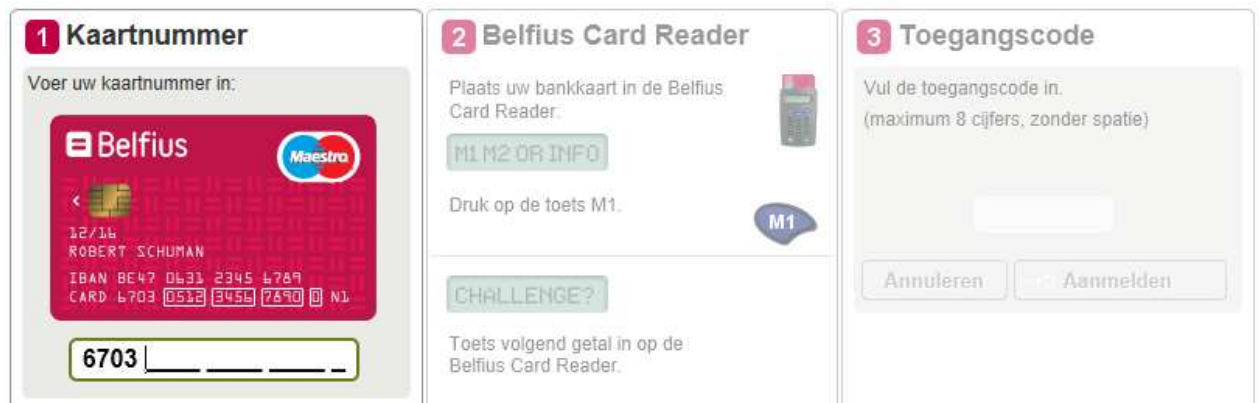 1 Kaartnummer
Voer uw kaartnummer in:
Belfius
Maestro
12/16
ROBERT SCHUMAN
IBAN BE47 0631 2345 6789
CARD 6703 0512 3456 7890 0 N1
6703 ____ ____ ____ _
2 Belfius Card Reader
Plaats uw bankkaart in de Belfius
Card Reader.
M1 M2 OR INFO
Druk op de toets M1.
M1
CHALLENGE?
Toets volgend getal in op de
Belfius Card Reader.
3 Toegangscode
Vul de toegangscode in.
(maximum 8 cijfers, zonder spatie)
Annuleren
Aanmelden